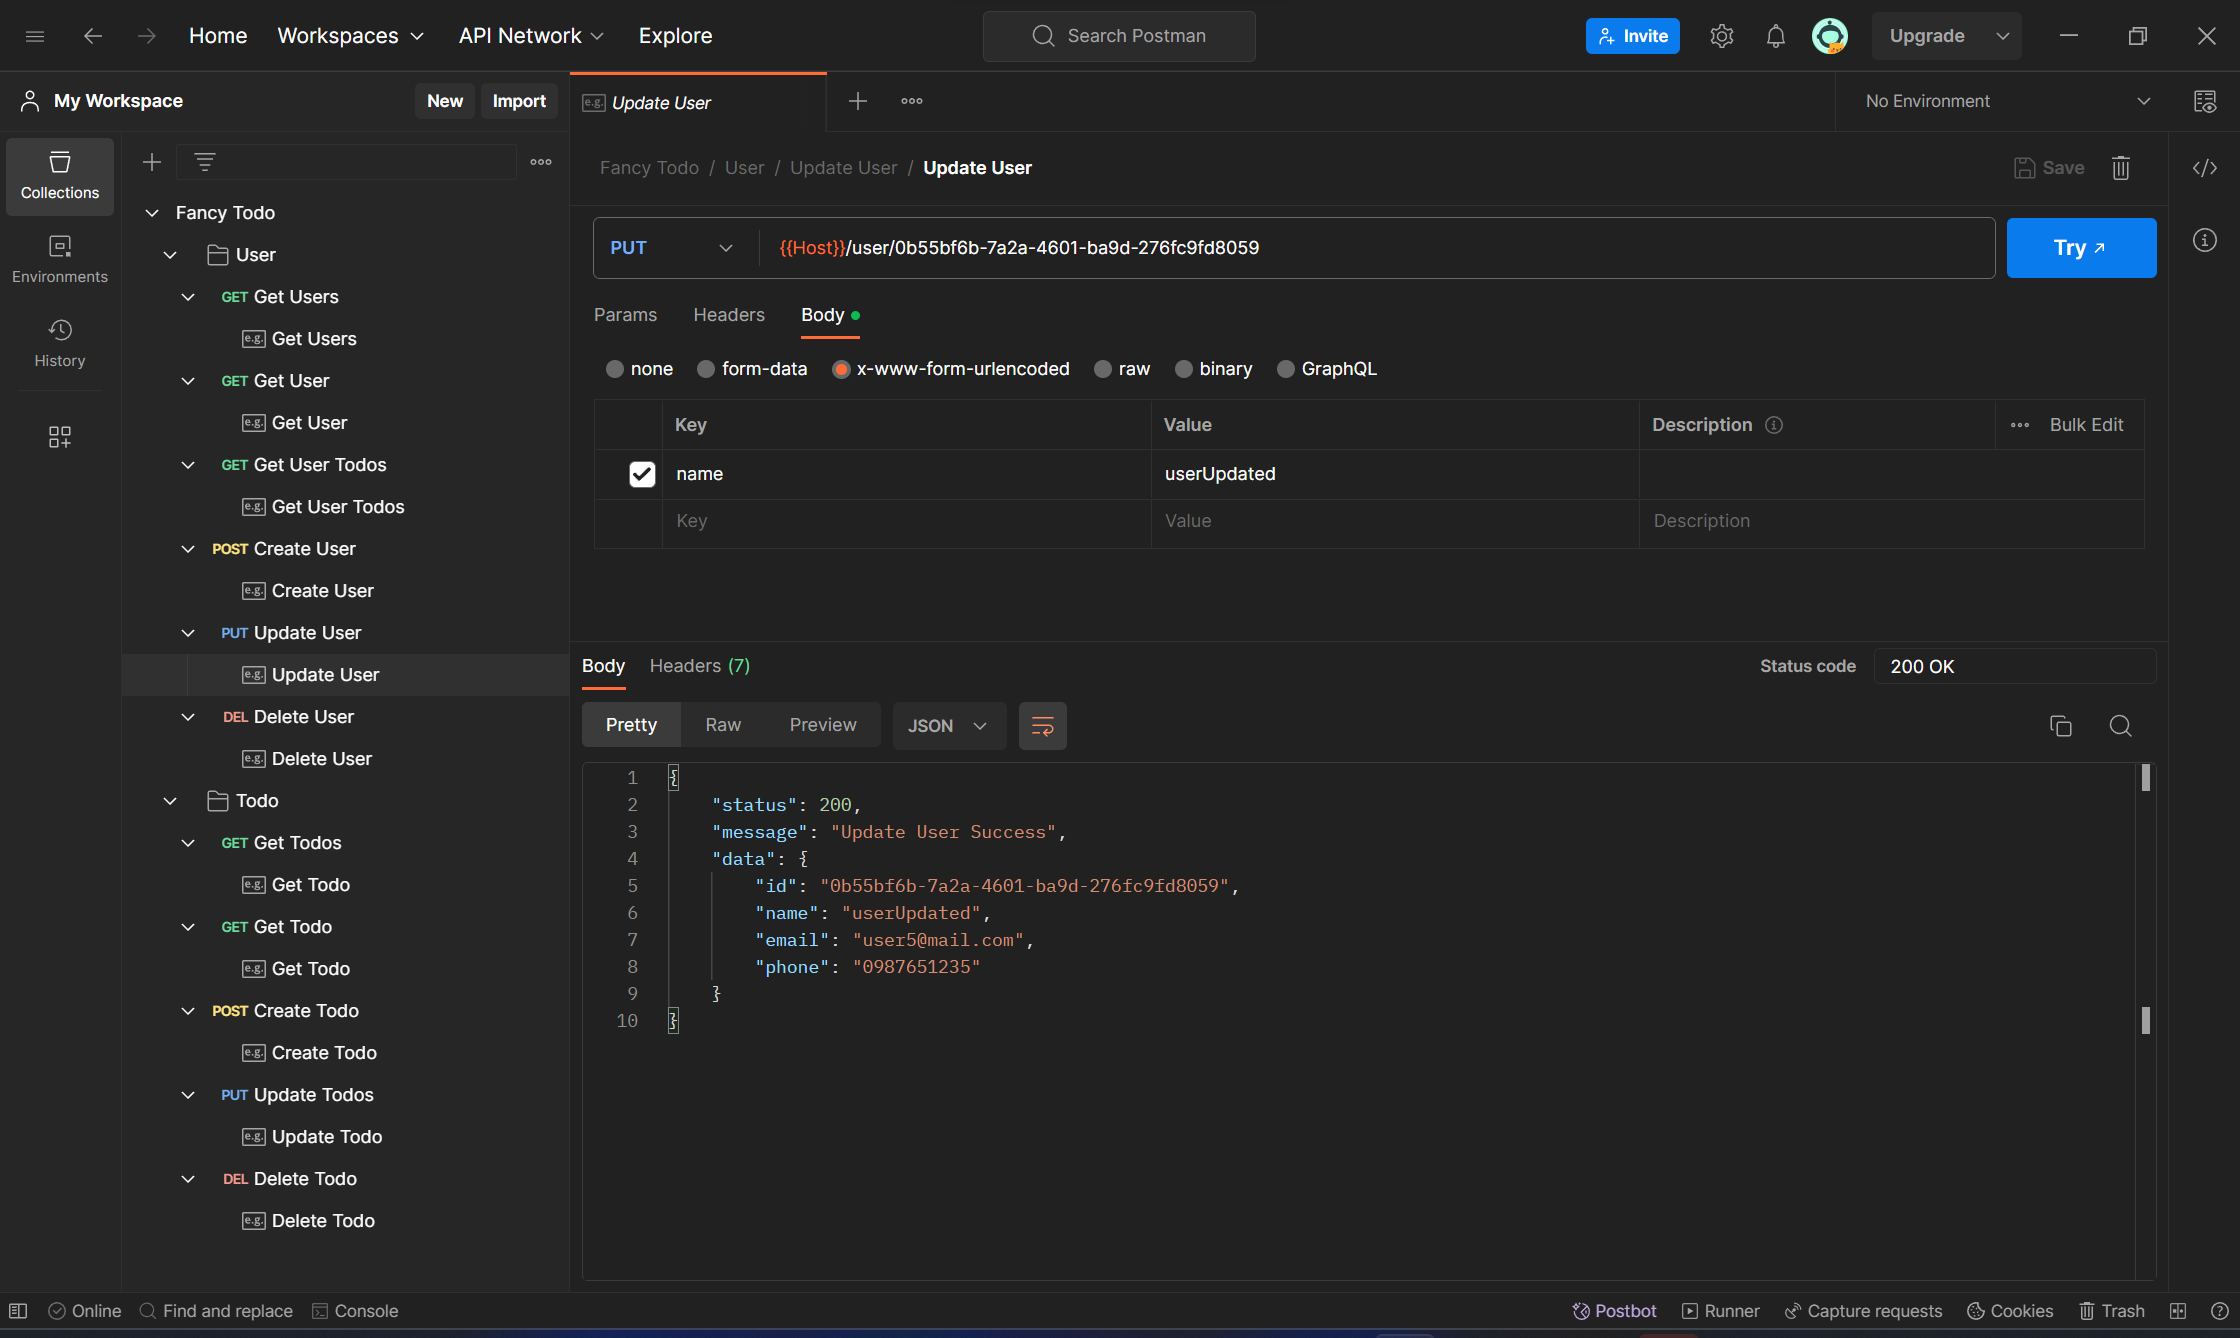 Home Workspaces API Network Explore Search Postman Invite Upgrade
My Workspace New Import
e.g. Update User
No Environment
Collections
Environments
History
Fancy Todo
User
GET Get Users
e.g. Get Users
GET Get User
e.g. Get User
GET Get User Todos
e.g. Get User Todos
POST Create User
e.g. Create User
PUT Update User
e.g. Update User
DEL Delete User
e.g. Delete User
Todo
GET Get Todos
e.g. Get Todo
GET Get Todo
e.g. Get Todo
POST Create Todo
e.g. Create Todo
PUT Update Todos
e.g. Update Todo
DEL Delete Todo
e.g. Delete Todo
Fancy Todo / User / Update User / Update User Save
PUT {{Host}}/user/0b55bf6b-7a2a-4601-ba9d-276fc9fd8059 Try
Params Headers Body
none form-data x-www-form-urlencoded raw binary GraphQL
Key Value Description Bulk Edit
name userUpdated
Key Value Description
Body Headers (7) Status code 200 OK
Pretty Raw Preview JSON
1 {
2 "status": 200,
3 "message": "Update User Success",
4 "data": {
5 "id": "0b55bf6b-7a2a-4601-ba9d-276fc9fd8059",
6 "name": "userUpdated",
7 "email": "user5@mail.com",
8 "phone": "0987651235"
9 }
10 }
Online Find and replace Console Postbot Runner Capture requests Cookies Trash